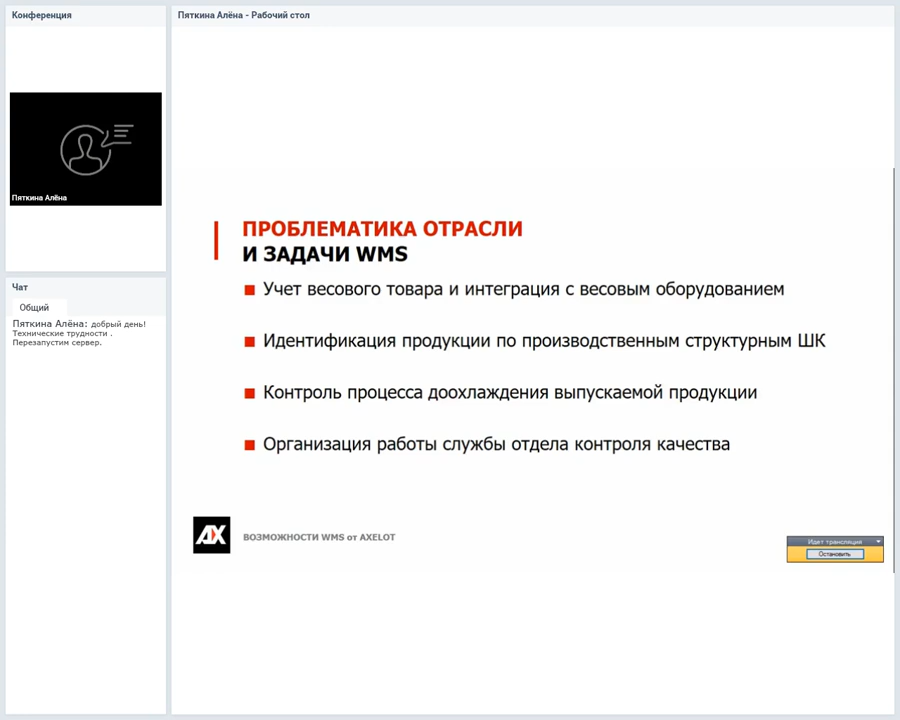 Конференция
Пяткина Алёна - Рабочий стол
Пяткина Алёна
Чат
Общий
Пяткина Алёна: добрый день!
Технические трудности .
Перезапустим сервер.
ПРОБЛЕМАТИКА ОТРАСЛИ
И ЗАДАЧИ WMS
Учет весового товара и интеграция с весовым оборудованием
Идентификация продукции по производственным структурным ШК
Контроль процесса доохлаждения выпускаемой продукции
Организация работы службы отдела контроля качества
AX
ВОЗМОЖНОСТИ WMS от AXELOT
Идет трансляция
Остановить